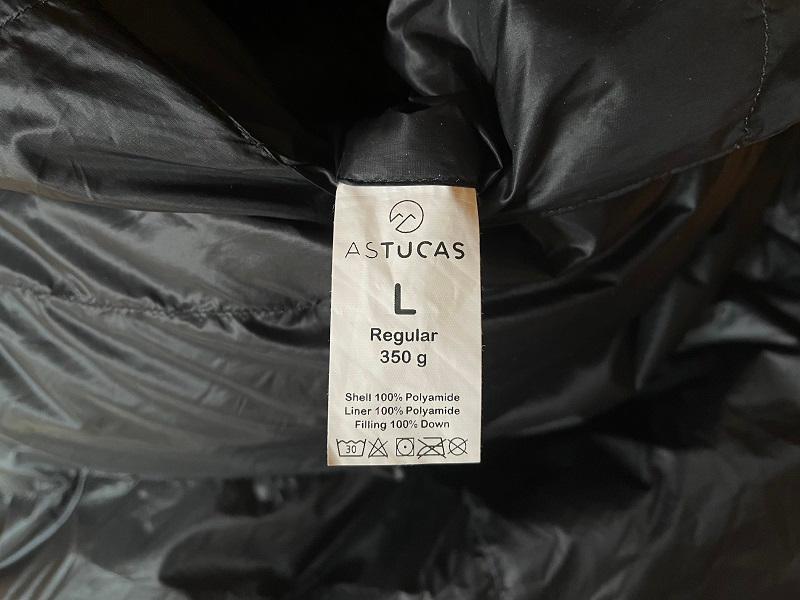 ASTUCAS
L
Regular
350 g
Shell 100% Polyamide
Liner 100% Polyamide
Filling 100% Down
30